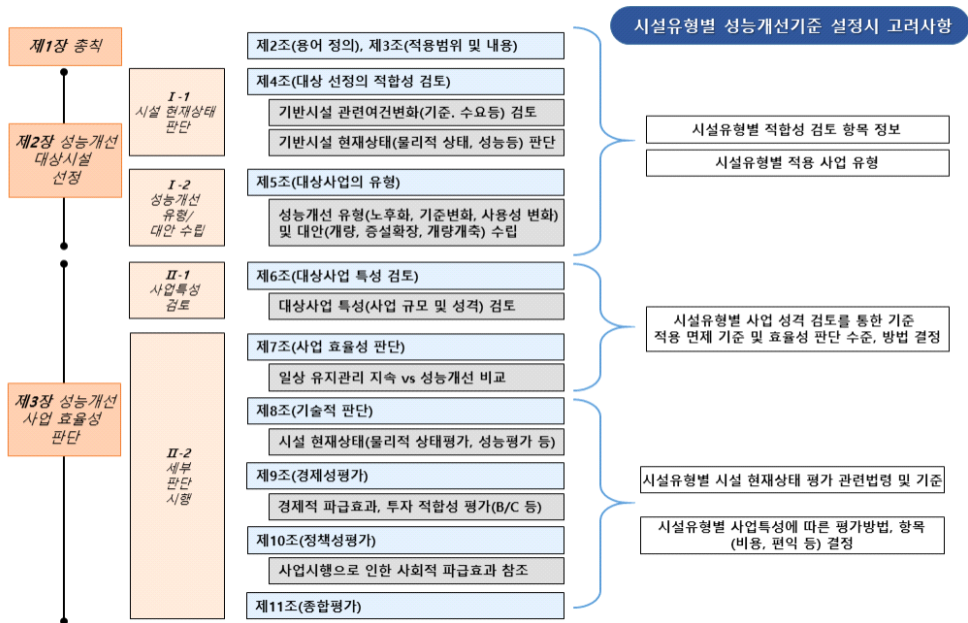 시설유형별 성능개선기준 설정시 고려사항
제1장 총칙
제2조(용어 정의), 제3조(적용범위 및 내용)
제2장 성능개선
대상시설
선정
I-1
시설 현재상태
판단
제4조(대상 선정의 적합성 검토)
기반시설 관련여건변화(기준. 수요등) 검토
기반시설 현재상태(물리적 상태, 성능등) 판단
I-2
성능개선
유형/
대안 수립
제5조(대상사업의 유형)
성능개선 유형(노후화, 기준변화, 사용성 변화)
및 대안(개량, 증설확장, 개량개축) 수립
시설유형별 적합성 검토 항목 정보
시설유형별 적용 사업 유형
제3장 성능개선
사업 효율성
판단
II-1
사업특성
검토
제6조(대상사업 특성 검토)
대상사업 특성(사업 규모 및 성격) 검토
II-2
세부
판단
시행
제7조(사업 효율성 판단)
일상 유지관리 지속 vs 성능개선 비교
시설유형별 사업 성격 검토를 통한 기준
적용 면제 기준 및 효율성 판단 수준, 방법 결정
제8조(기술적 판단)
시설 현재상태(물리적 상태평가, 성능평가 등)
제9조(경제성평가)
경제적 파급효과, 투자 적합성 평가(B/C 등)
제10조(정책성평가)
사업시행으로 인한 사회적 파급효과 참조
제11조(종합평가)
시설유형별 시설 현재상태 평가 관련법령 및 기준
시설유형별 사업특성에 따른 평가방법, 항목
(비용, 편익 등) 결정